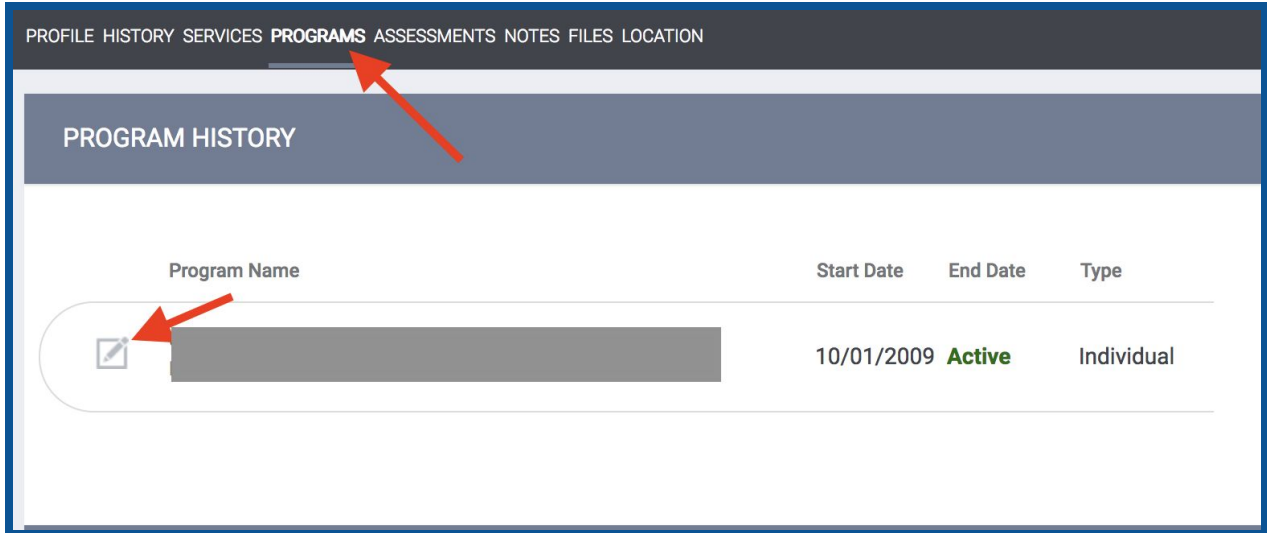 PROFILE HISTORY SERVICES PROGRAMS ASSESSMENTS NOTES FILES LOCATION
PROGRAM HISTORY
Program Name Start Date End Date Type
10/01/2009 Active Individual